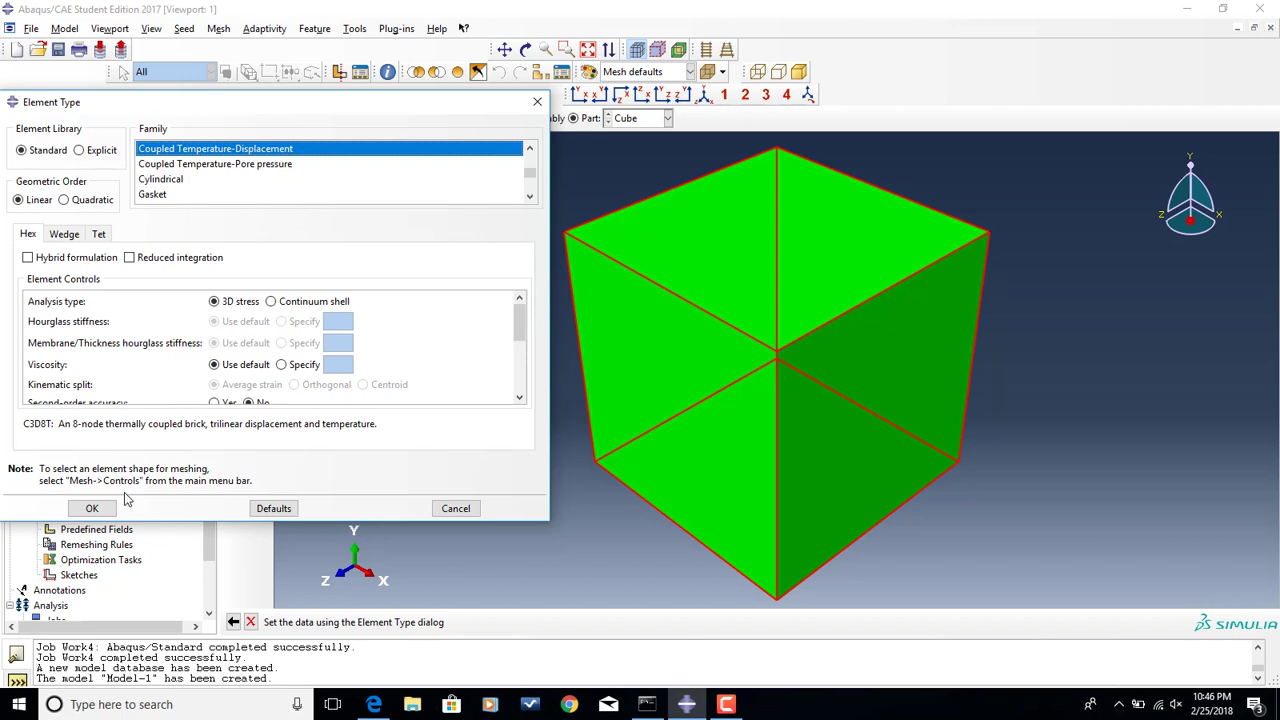 Abaqus/CAE Student Edition 2017 [Viewport: 1]
File Model Viewport View Seed Mesh Adaptivity Feature Tools Plug-ins Help
All
Mesh defaults
1 2 3 4
Element Type
Part: Cube
Element Library
Standard Explicit
Family
Coupled Temperature-Displacement
Coupled Temperature-Pore pressure
Cylindrical
Gasket
Geometric Order
Linear Quadratic
Hex Wedge Tet
Hybrid formulation Reduced integration
Element Controls
Analysis type: 3D stress Continuum shell
Hourglass stiffness: Use default Specify
Membrane/Thickness hourglass stiffness: Use default Specify
Viscosity: Use default Specify
Kinematic split: Average strain Orthogonal Centroid
Second-order accuracy: Yes No
C3D8T: An 8-node thermally coupled brick, trilinear displacement and temperature.
Note: To select an element shape for meshing,
select "Mesh->Controls" from the main menu bar.
OK Defaults Cancel
Y
Z X
Predefined Fields
Remeshing Rules
Optimization Tasks
Sketches
Annotations
Analysis
Y
Z X
Set the data using the Element Type dialog
SIMULIA
Job Work4: Abaqus/Standard completed successfully.
Job Work4 completed successfully.
A new model database has been created.
The model "Model-1" has been created.
Type here to search
10:46 PM
2/25/2018
3